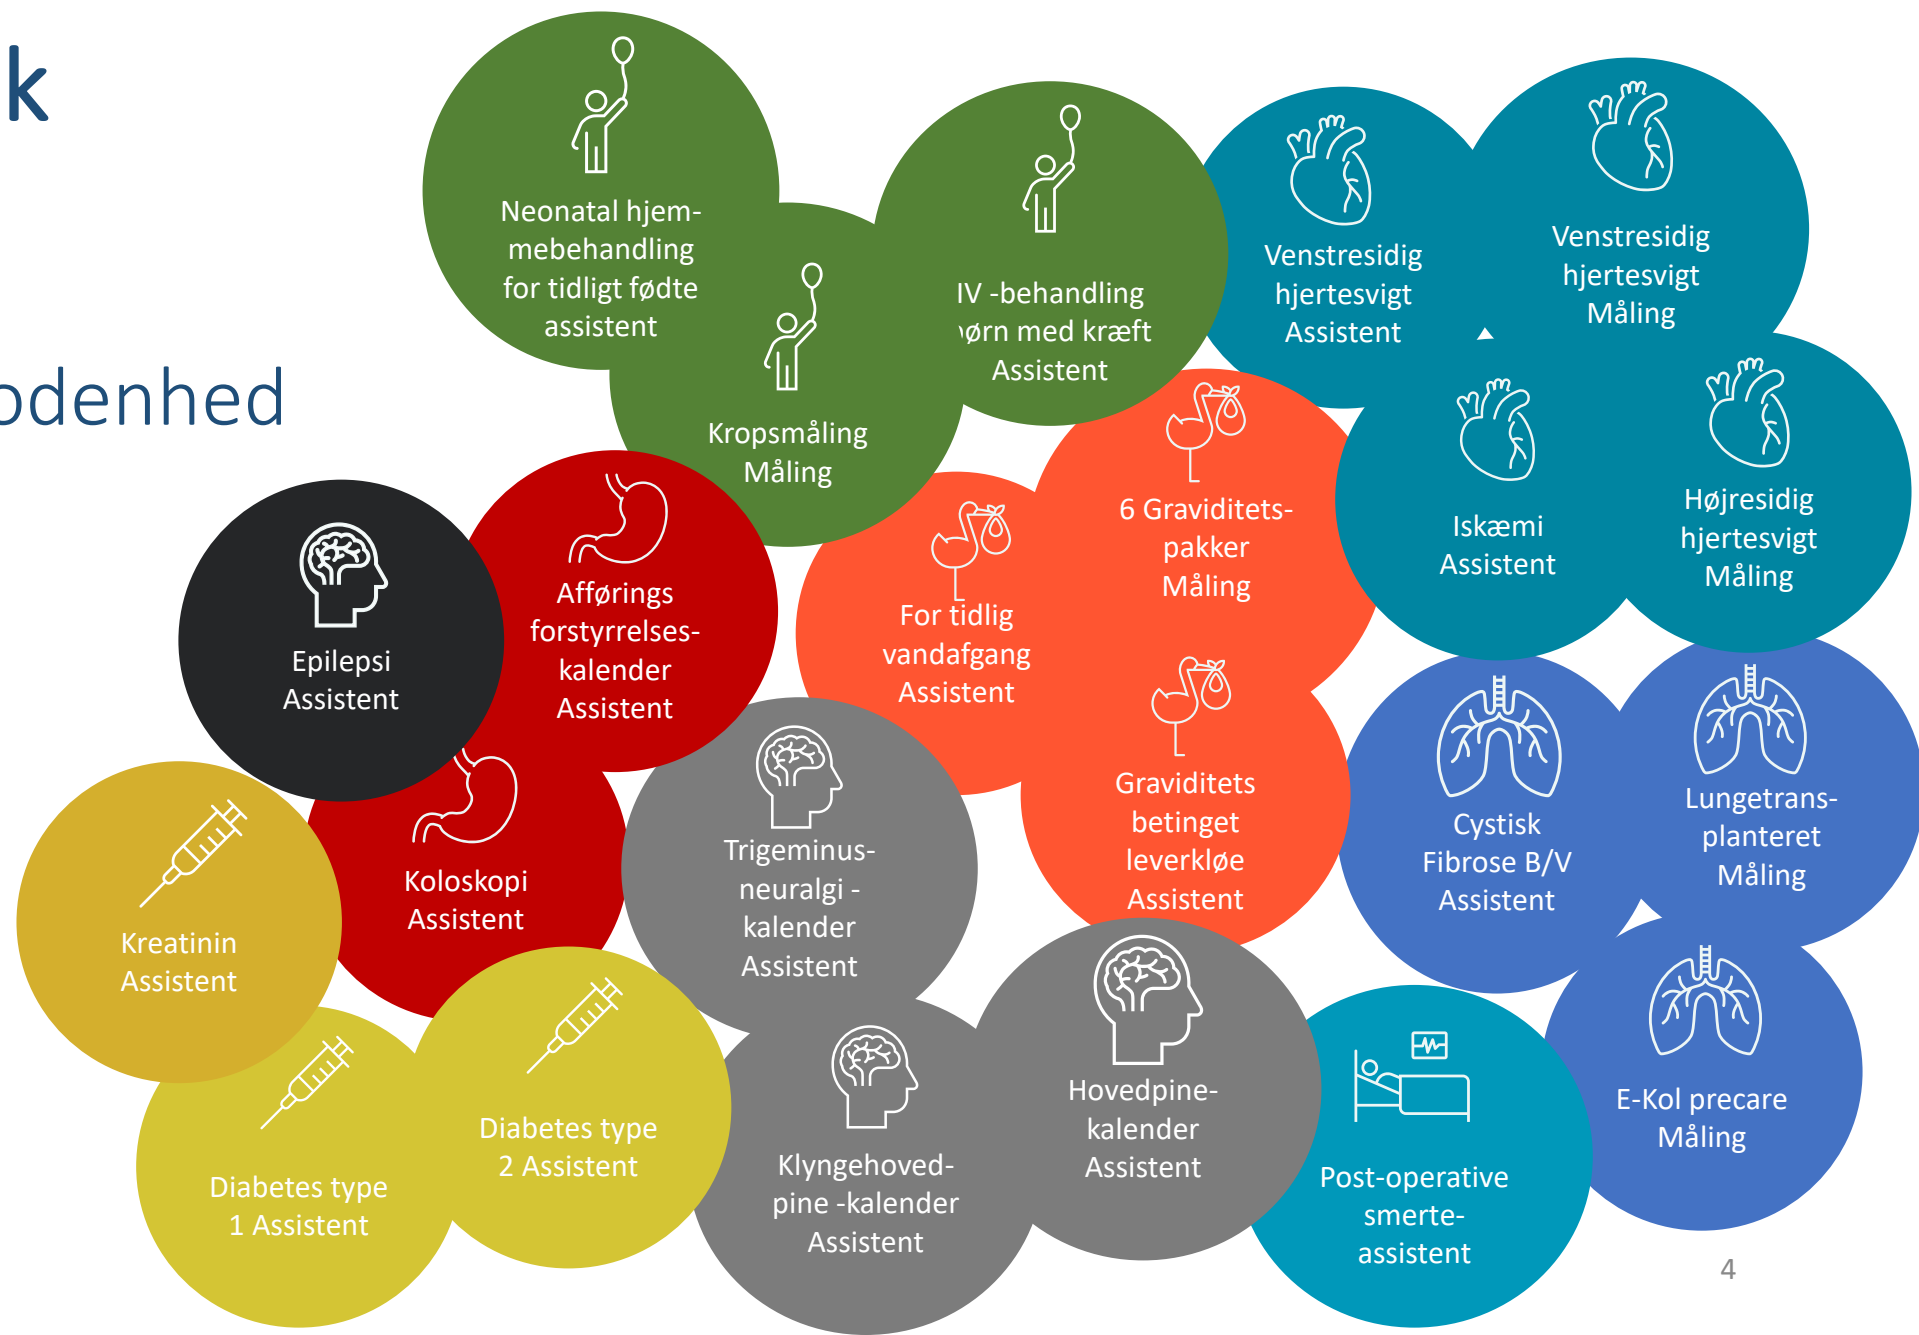 k
odenhed
Neonatal hjem-
mebehandling
for tidligt fødte
assistent
Kropsmåling
Måling
IV -behandling
ørn med kræft
Assistent
Venstresidig
hjertesvigt
Assistent
Venstresidig
hjertesvigt
Måling
Iskæmi
Assistent
Højresidig
hjertesvigt
Måling
6 Graviditets-
pakker
Måling
For tidlig
vandafgang
Assistent
Graviditets
betinget
leverkløe
Assistent
Epilepsi
Assistent
Afførings
forstyrrelses-
kalender
Assistent
Koloskopi
Assistent
Trigeminus-
neuralgi -
kalender
Assistent
Cystisk
Fibrose B/V
Assistent
Lungetrans-
planteret
Måling
E-Kol precare
Måling
Kreatinin
Assistent
Diabetes type
1 Assistent
Diabetes type
2 Assistent
Klyngehoved-
pine -kalender
Assistent
Hovedpine-
kalender
Assistent
Post-operative
smerte-
assistent
4